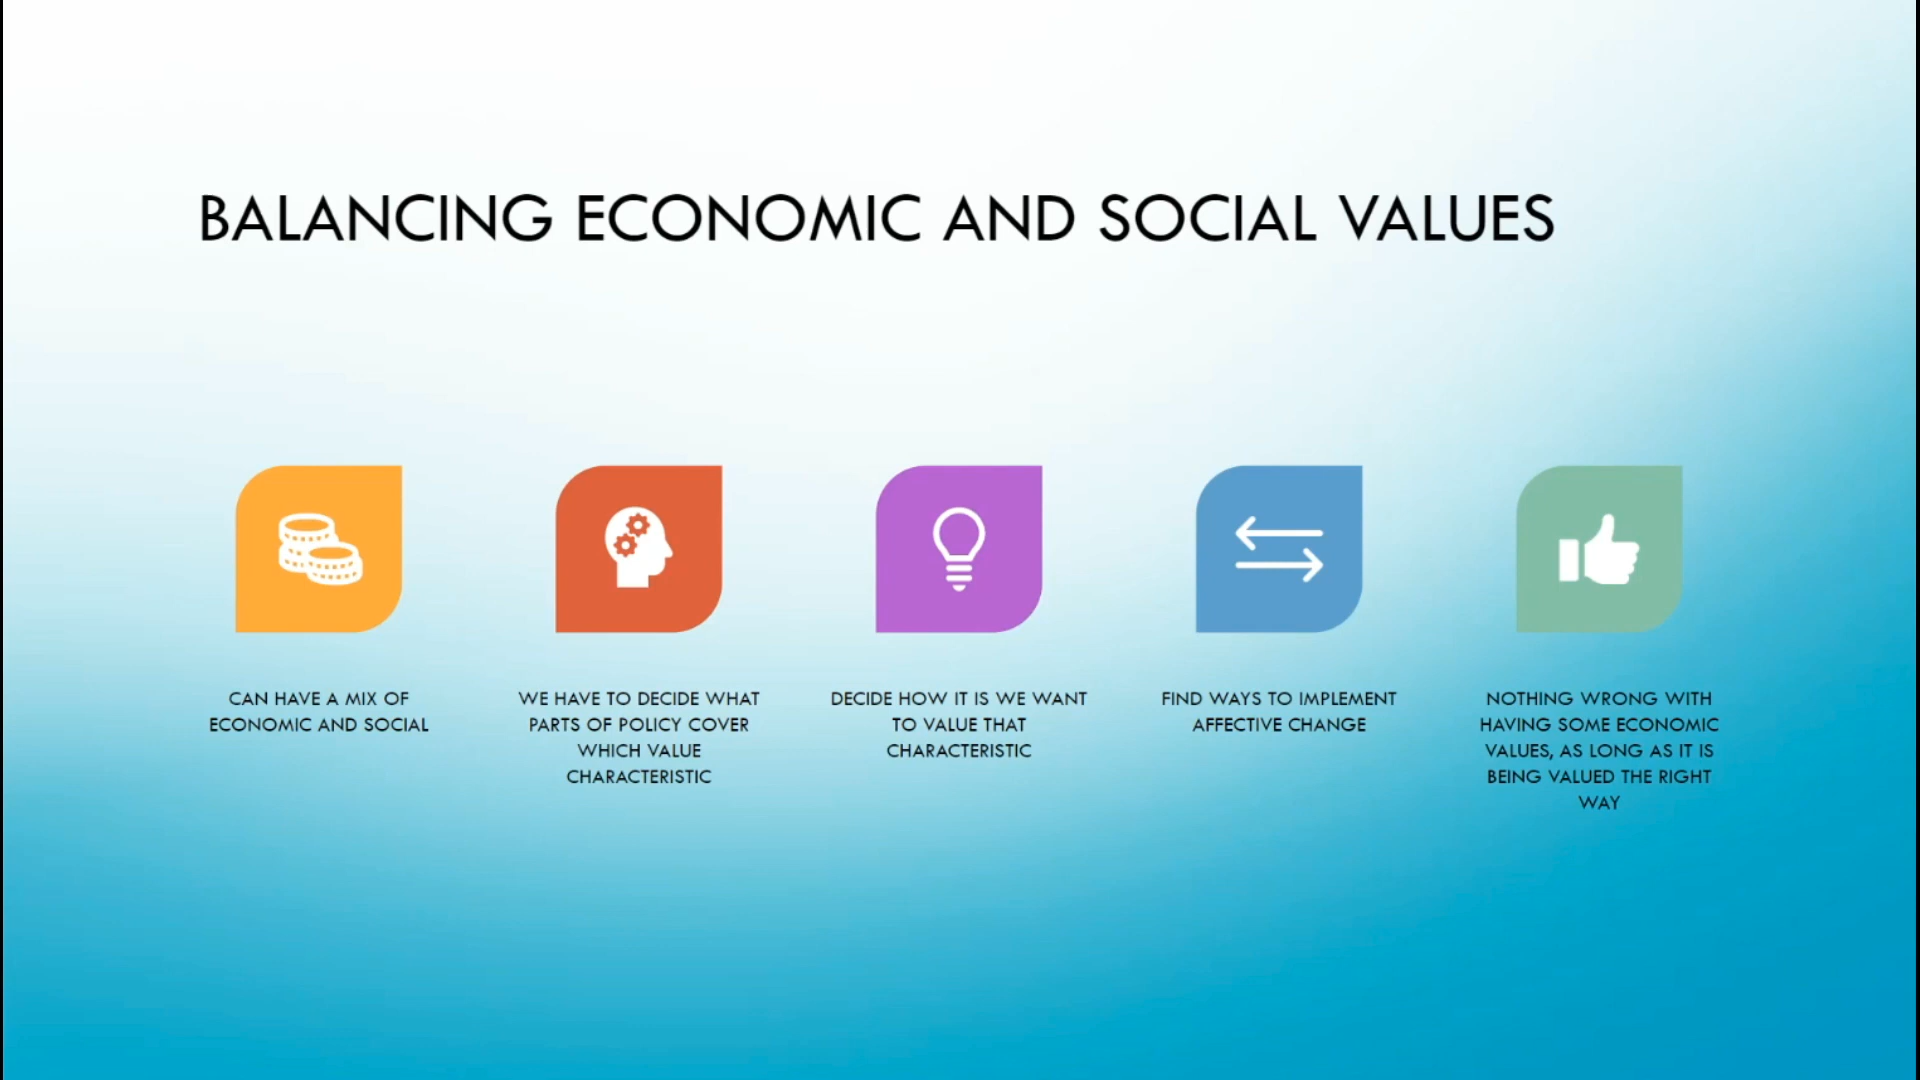 BALANCING ECONOMIC AND SOCIAL VALUES
CAN HAVE A MIX OF
ECONOMIC AND SOCIAL
WE HAVE TO DECIDE WHAT
PARTS OF POLICY COVER
WHICH VALUE
CHARACTERISTIC
DECIDE HOW IT IS WE WANT
TO VALUE THAT
CHARACTERISTIC
FIND WAYS TO IMPLEMENT
AFFECTIVE CHANGE
NOTHING WRONG WITH
HAVING SOME ECONOMIC
VALUES, AS LONG AS IT IS
BEING VALUED THE RIGHT
WAY